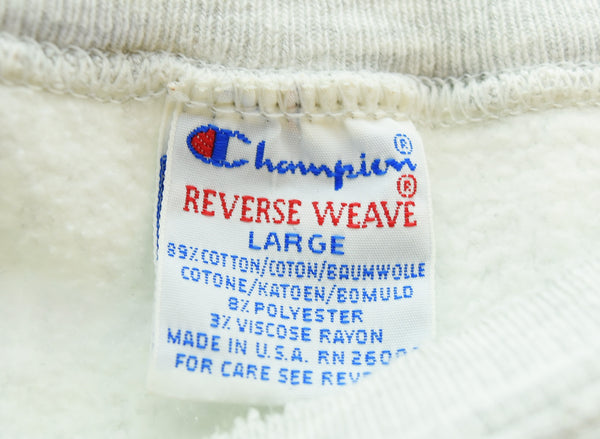 Champion®
REVERSE WEAVE®
LARGE
89% COTTON/COTON/BAUMWOLLE
COTONE/KATOEN/BOMULD
8% POLYESTER
3% VISCOSE RAYON
MADE IN U.S.A. RN
FOR CARE SEE